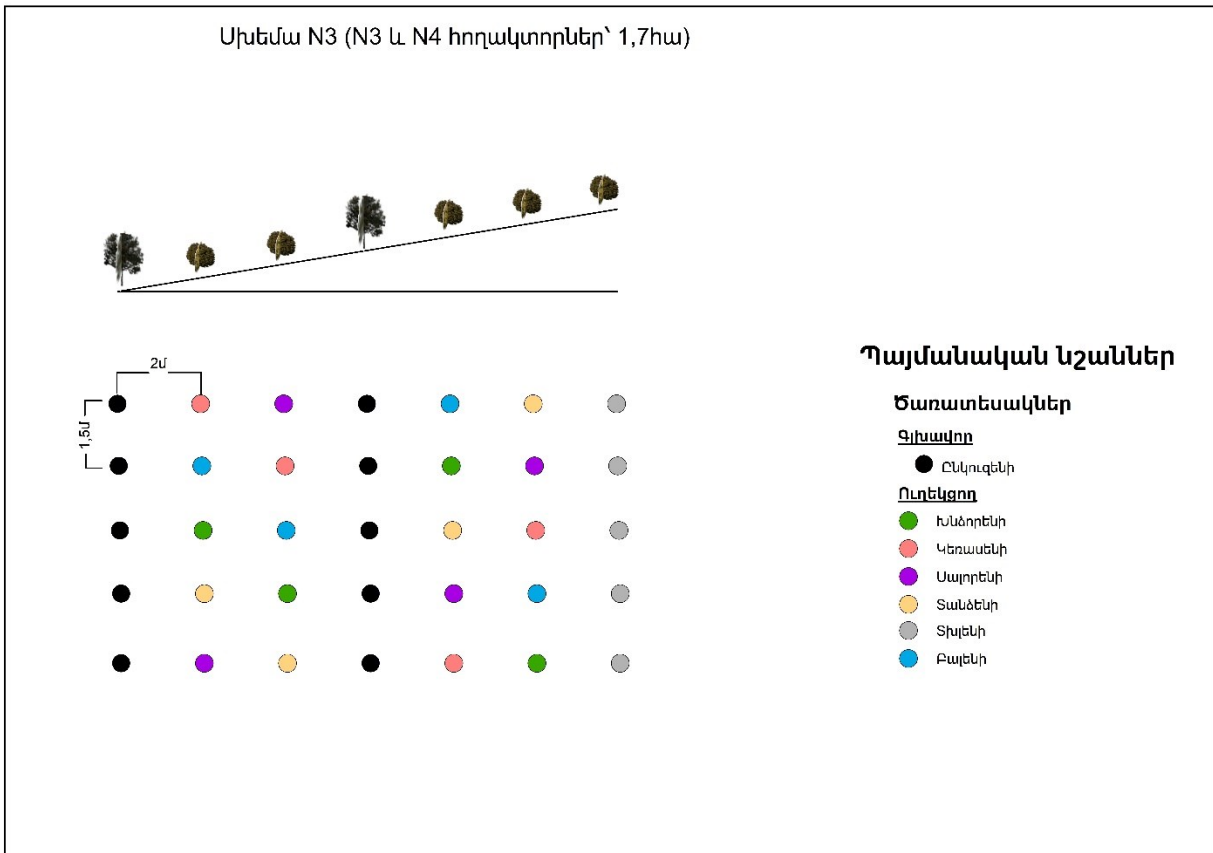 Սխեմա N3 (N3 և N4 հողակտորներ՝ 1,7հա)
2մ
1,5մ
Պայմանական նշաններ
Ծառատեսակներ
Գլխավոր
Ընկուզենի
Ուղեկցող
Խնձորենի
Կեռասենի
Սալորենի
Տանձենի
Տխլենի
Բալենի